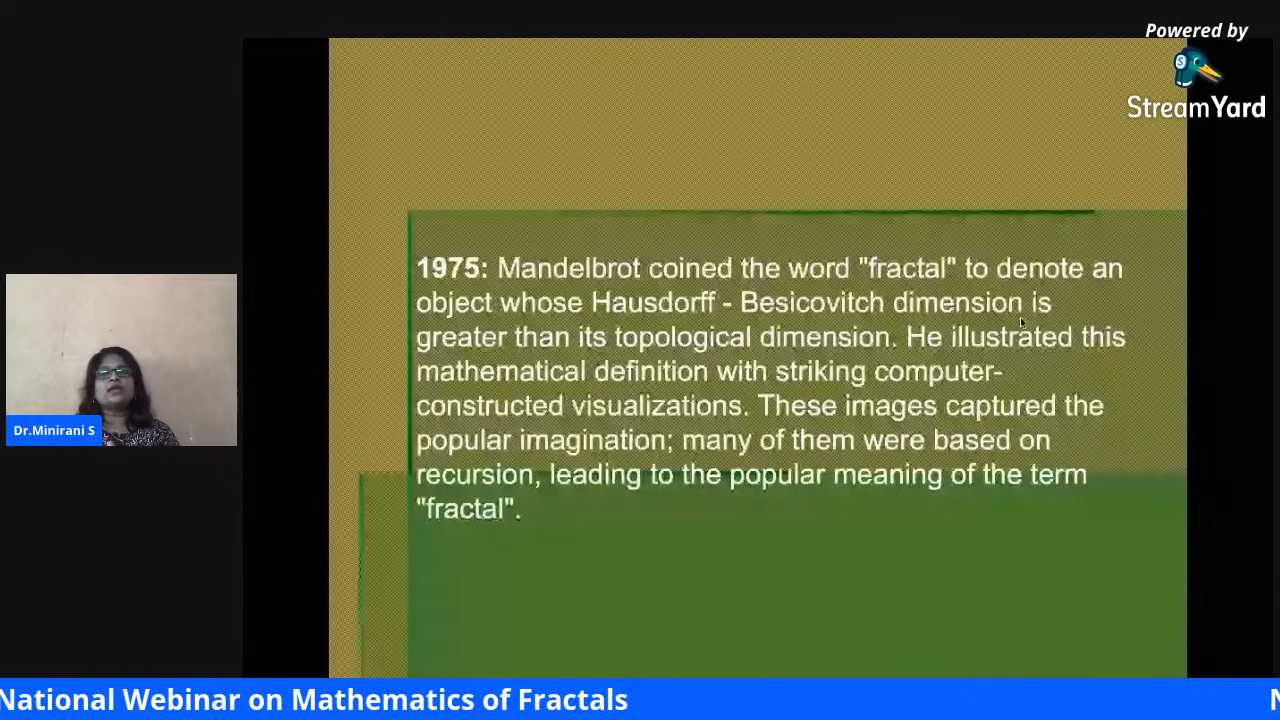 Powered by
StreamYard
1975: Mandelbrot coined the word "fractal" to denote an
object whose Hausdorff - Besicovitch dimension is
greater than its topological dimension. He illustrated this
mathematical definition with striking computer-
constructed visualizations. These images captured the
popular imagination; many of them were based on
recursion, leading to the popular meaning of the term
"fractal".
Dr.Minirani S
National Webinar on Mathematics of Fractals
N